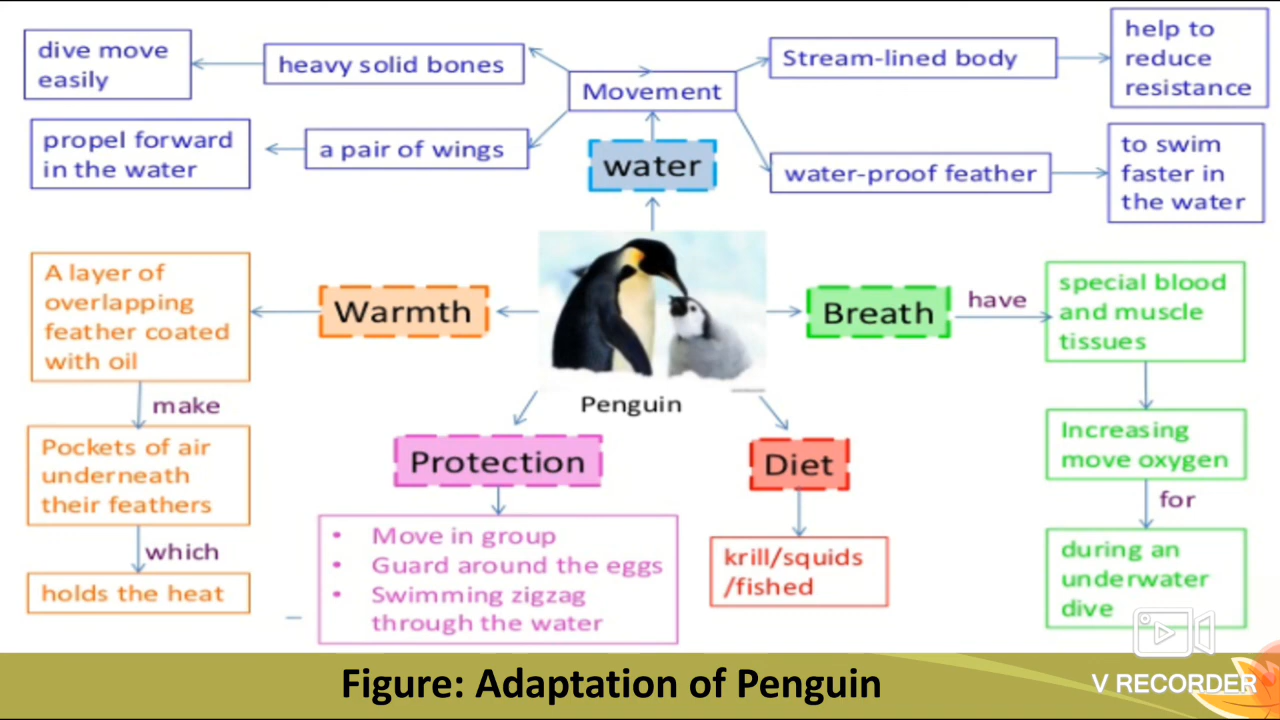 dive move
easily
heavy solid bones
Movement
Stream-lined body
help to
reduce
resistance
propel forward
in the water
a pair of wings
water
water-proof feather
to swim
faster in
the water
A layer of
overlapping
feather coated
with oil
Warmth
Breath
have
special blood
and muscle
tissues
make
Penguin
Pockets of air
underneath
their feathers
Protection
Diet
Increasing
move oxygen
which
for
holds the heat
• Move in group
• Guard around the eggs
• Swimming zigzag
through the water
krill/squids
/fished
during an
underwater
dive
Figure: Adaptation of Penguin
V RECORDER